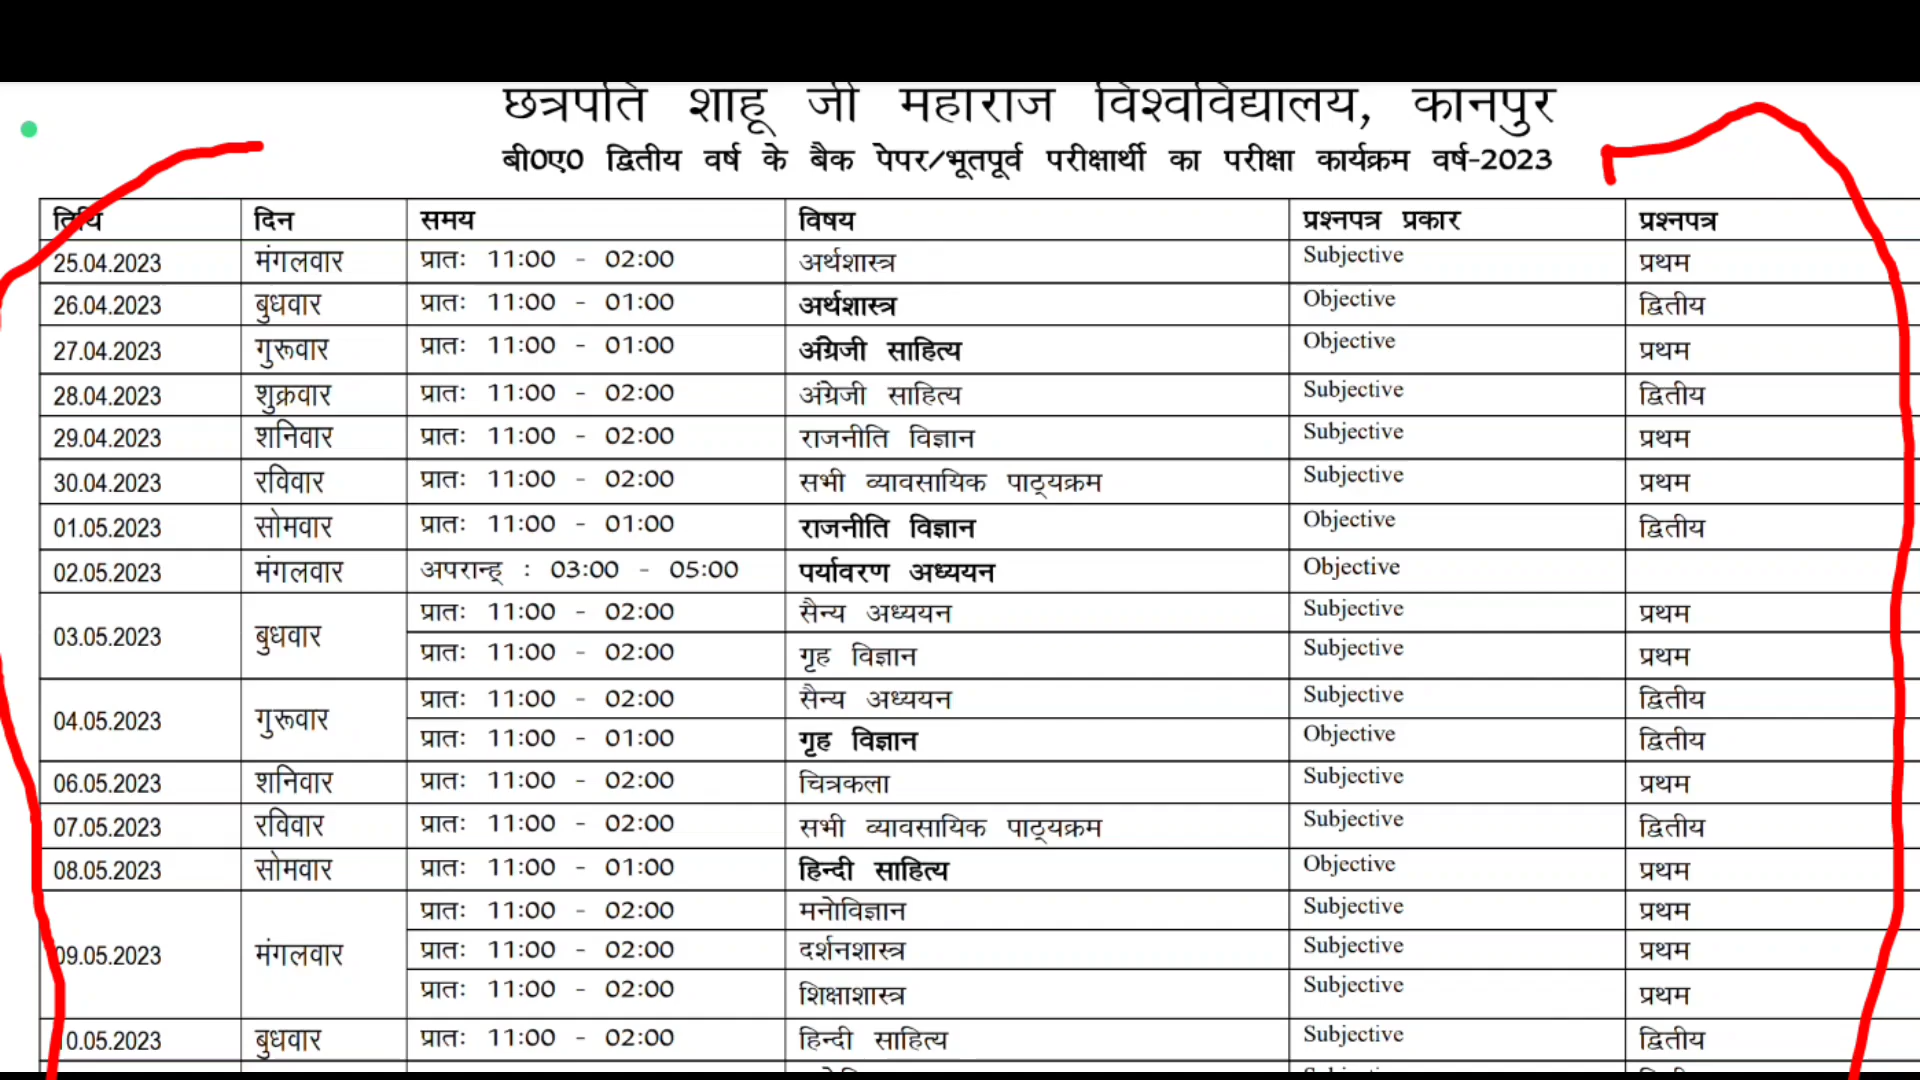 छत्रपति शाहू जी महाराज विश्वविद्यालय, कानपुर
बी0ए0 द्वितीय वर्ष के बैक पेपर/भूतपूर्व परीक्षार्थी का परीक्षा कार्यक्रम वर्ष-2023
तिथि दिन समय विषय प्रश्नपत्र प्रकार प्रश्नपत्र
25.04.2023 मंगलवार प्रातः 11:00 - 02:00 अर्थशास्त्र Subjective प्रथम
26.04.2023 बुधवार प्रातः 11:00 - 01:00 अर्थशास्त्र Objective द्वितीय
27.04.2023 गुरूवार प्रातः 11:00 - 01:00 अंग्रेजी साहित्य Objective प्रथम
28.04.2023 शुक्रवार प्रातः 11:00 - 02:00 अंग्रेजी साहित्य Subjective द्वितीय
29.04.2023 शनिवार प्रातः 11:00 - 02:00 राजनीति विज्ञान Subjective प्रथम
30.04.2023 रविवार प्रातः 11:00 - 02:00 सभी व्यावसायिक पाठ्यक्रम Subjective प्रथम
01.05.2023 सोमवार प्रातः 11:00 - 01:00 राजनीति विज्ञान Objective द्वितीय
02.05.2023 मंगलवार अपरान्ह् : 03:00 - 05:00 पर्यावरण अध्ययन Objective
03.05.2023 बुधवार प्रातः 11:00 - 02:00 सैन्य अध्ययन Subjective प्रथम
प्रातः 11:00 - 02:00 गृह विज्ञान Subjective प्रथम
04.05.2023 गुरूवार प्रातः 11:00 - 02:00 सैन्य अध्ययन Subjective द्वितीय
प्रातः 11:00 - 01:00 गृह विज्ञान Objective द्वितीय
06.05.2023 शनिवार प्रातः 11:00 - 02:00 चित्रकला Subjective प्रथम
07.05.2023 रविवार प्रातः 11:00 - 02:00 सभी व्यावसायिक पाठ्यक्रम Subjective द्वितीय
08.05.2023 सोमवार प्रातः 11:00 - 01:00 हिन्दी साहित्य Objective प्रथम
09.05.2023 मंगलवार प्रातः 11:00 - 02:00 मनोविज्ञान Subjective प्रथम
प्रातः 11:00 - 02:00 दर्शनशास्त्र Subjective प्रथम
प्रातः 11:00 - 02:00 शिक्षाशास्त्र Subjective प्रथम
10.05.2023 बुधवार प्रातः 11:00 - 02:00 हिन्दी साहित्य Subjective द्वितीय